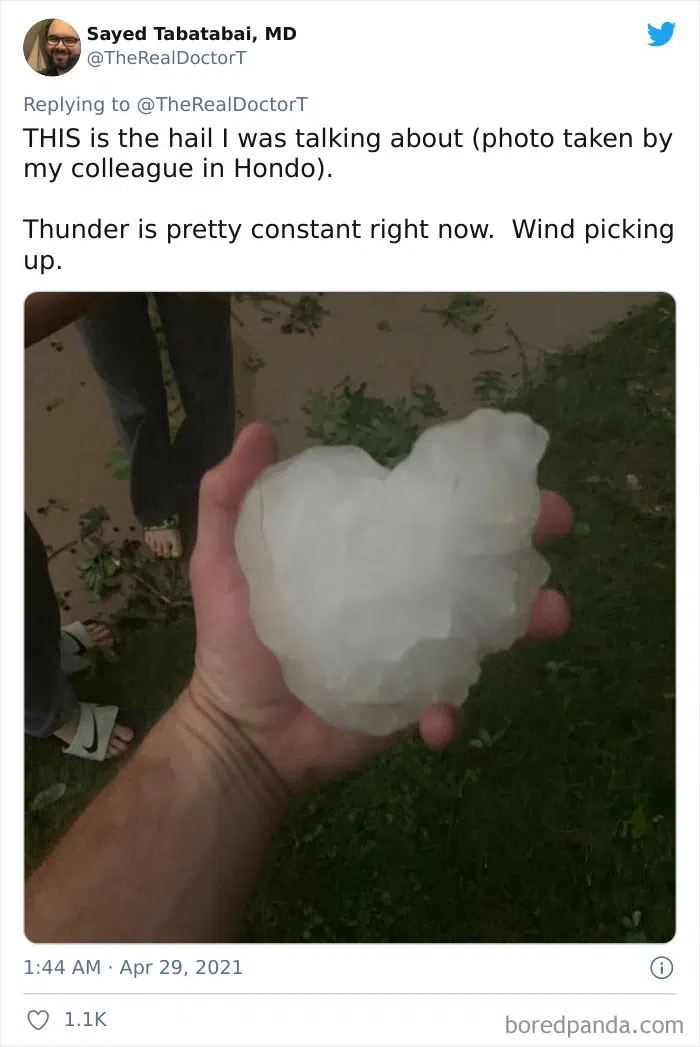 Sayed Tabatabai, MD
@TheRealDoctorT
Replying to @TheRealDoctorT
THIS is the hail I was talking about (photo taken by
my colleague in Hondo).
Thunder is pretty constant right now.  Wind picking
up.
1:44 AM · Apr 29, 2021
1.1K
boredpanda.com